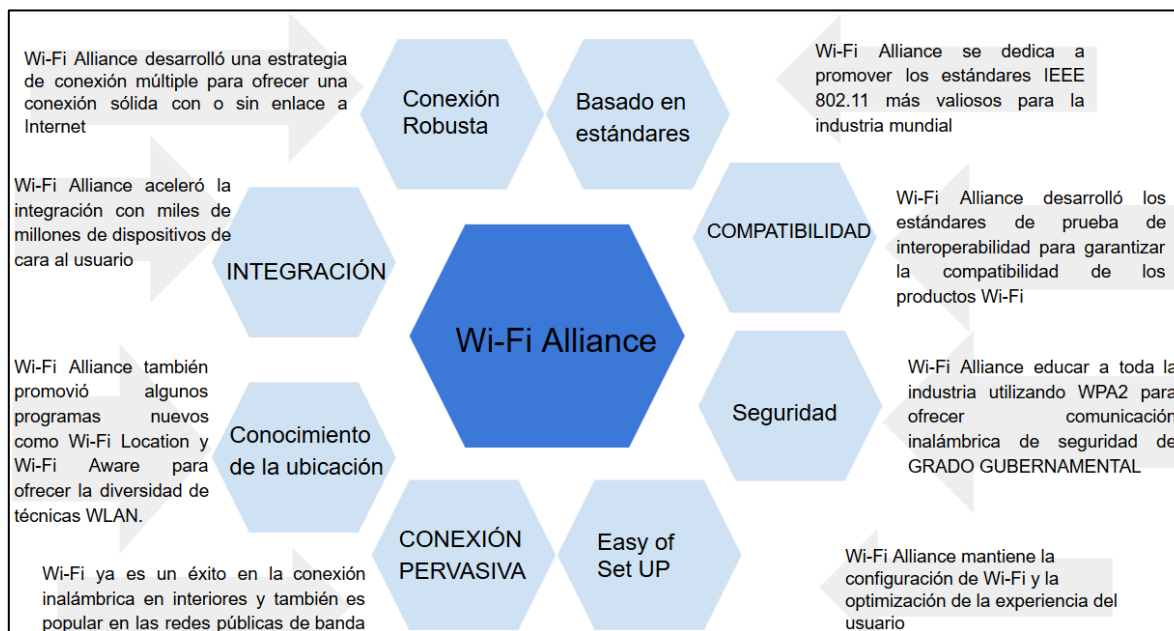 Wi-Fi Alliance desarrolló una estrategia
de conexión múltiple para ofrecer una
conexión sólida con o sin enlace a
Internet
Conexión
Robusta
Basado en
estándares
Wi-Fi Alliance se dedica a
promover los estándares IEEE
802.11 más valiosos para la
industria mundial
Wi-Fi Alliance aceleró la
integración con miles de
millones de dispositivos de
cara al usuario
INTEGRACIÓN
COMPATIBILIDAD
Wi-Fi Alliance desarrolló los
estándares de prueba de
interoperabilidad para garantizar
la compatibilidad de los
productos Wi-Fi
Wi-Fi Alliance
Wi-Fi Alliance también
promovió algunos
programas nuevos
como Wi-Fi Location y
Wi-Fi Aware para
ofrecer la diversidad de
técnicas WLAN.
Conocimiento
de la ubicación
Seguridad
Wi-Fi Alliance educar a toda la
industria utilizando WPA2 para
ofrecer comunicación
inalámbrica de seguridad de
GRADO GUBERNAMENTAL
Wi-Fi ya es un éxito en la conexión
inalámbrica en interiores y también es
popular en las redes públicas de banda
CONEXIÓN
PERVASIVA
Easy of
Set UP
Wi-Fi Alliance mantiene la
configuración de Wi-Fi y la
optimización de la experiencia del
usuario